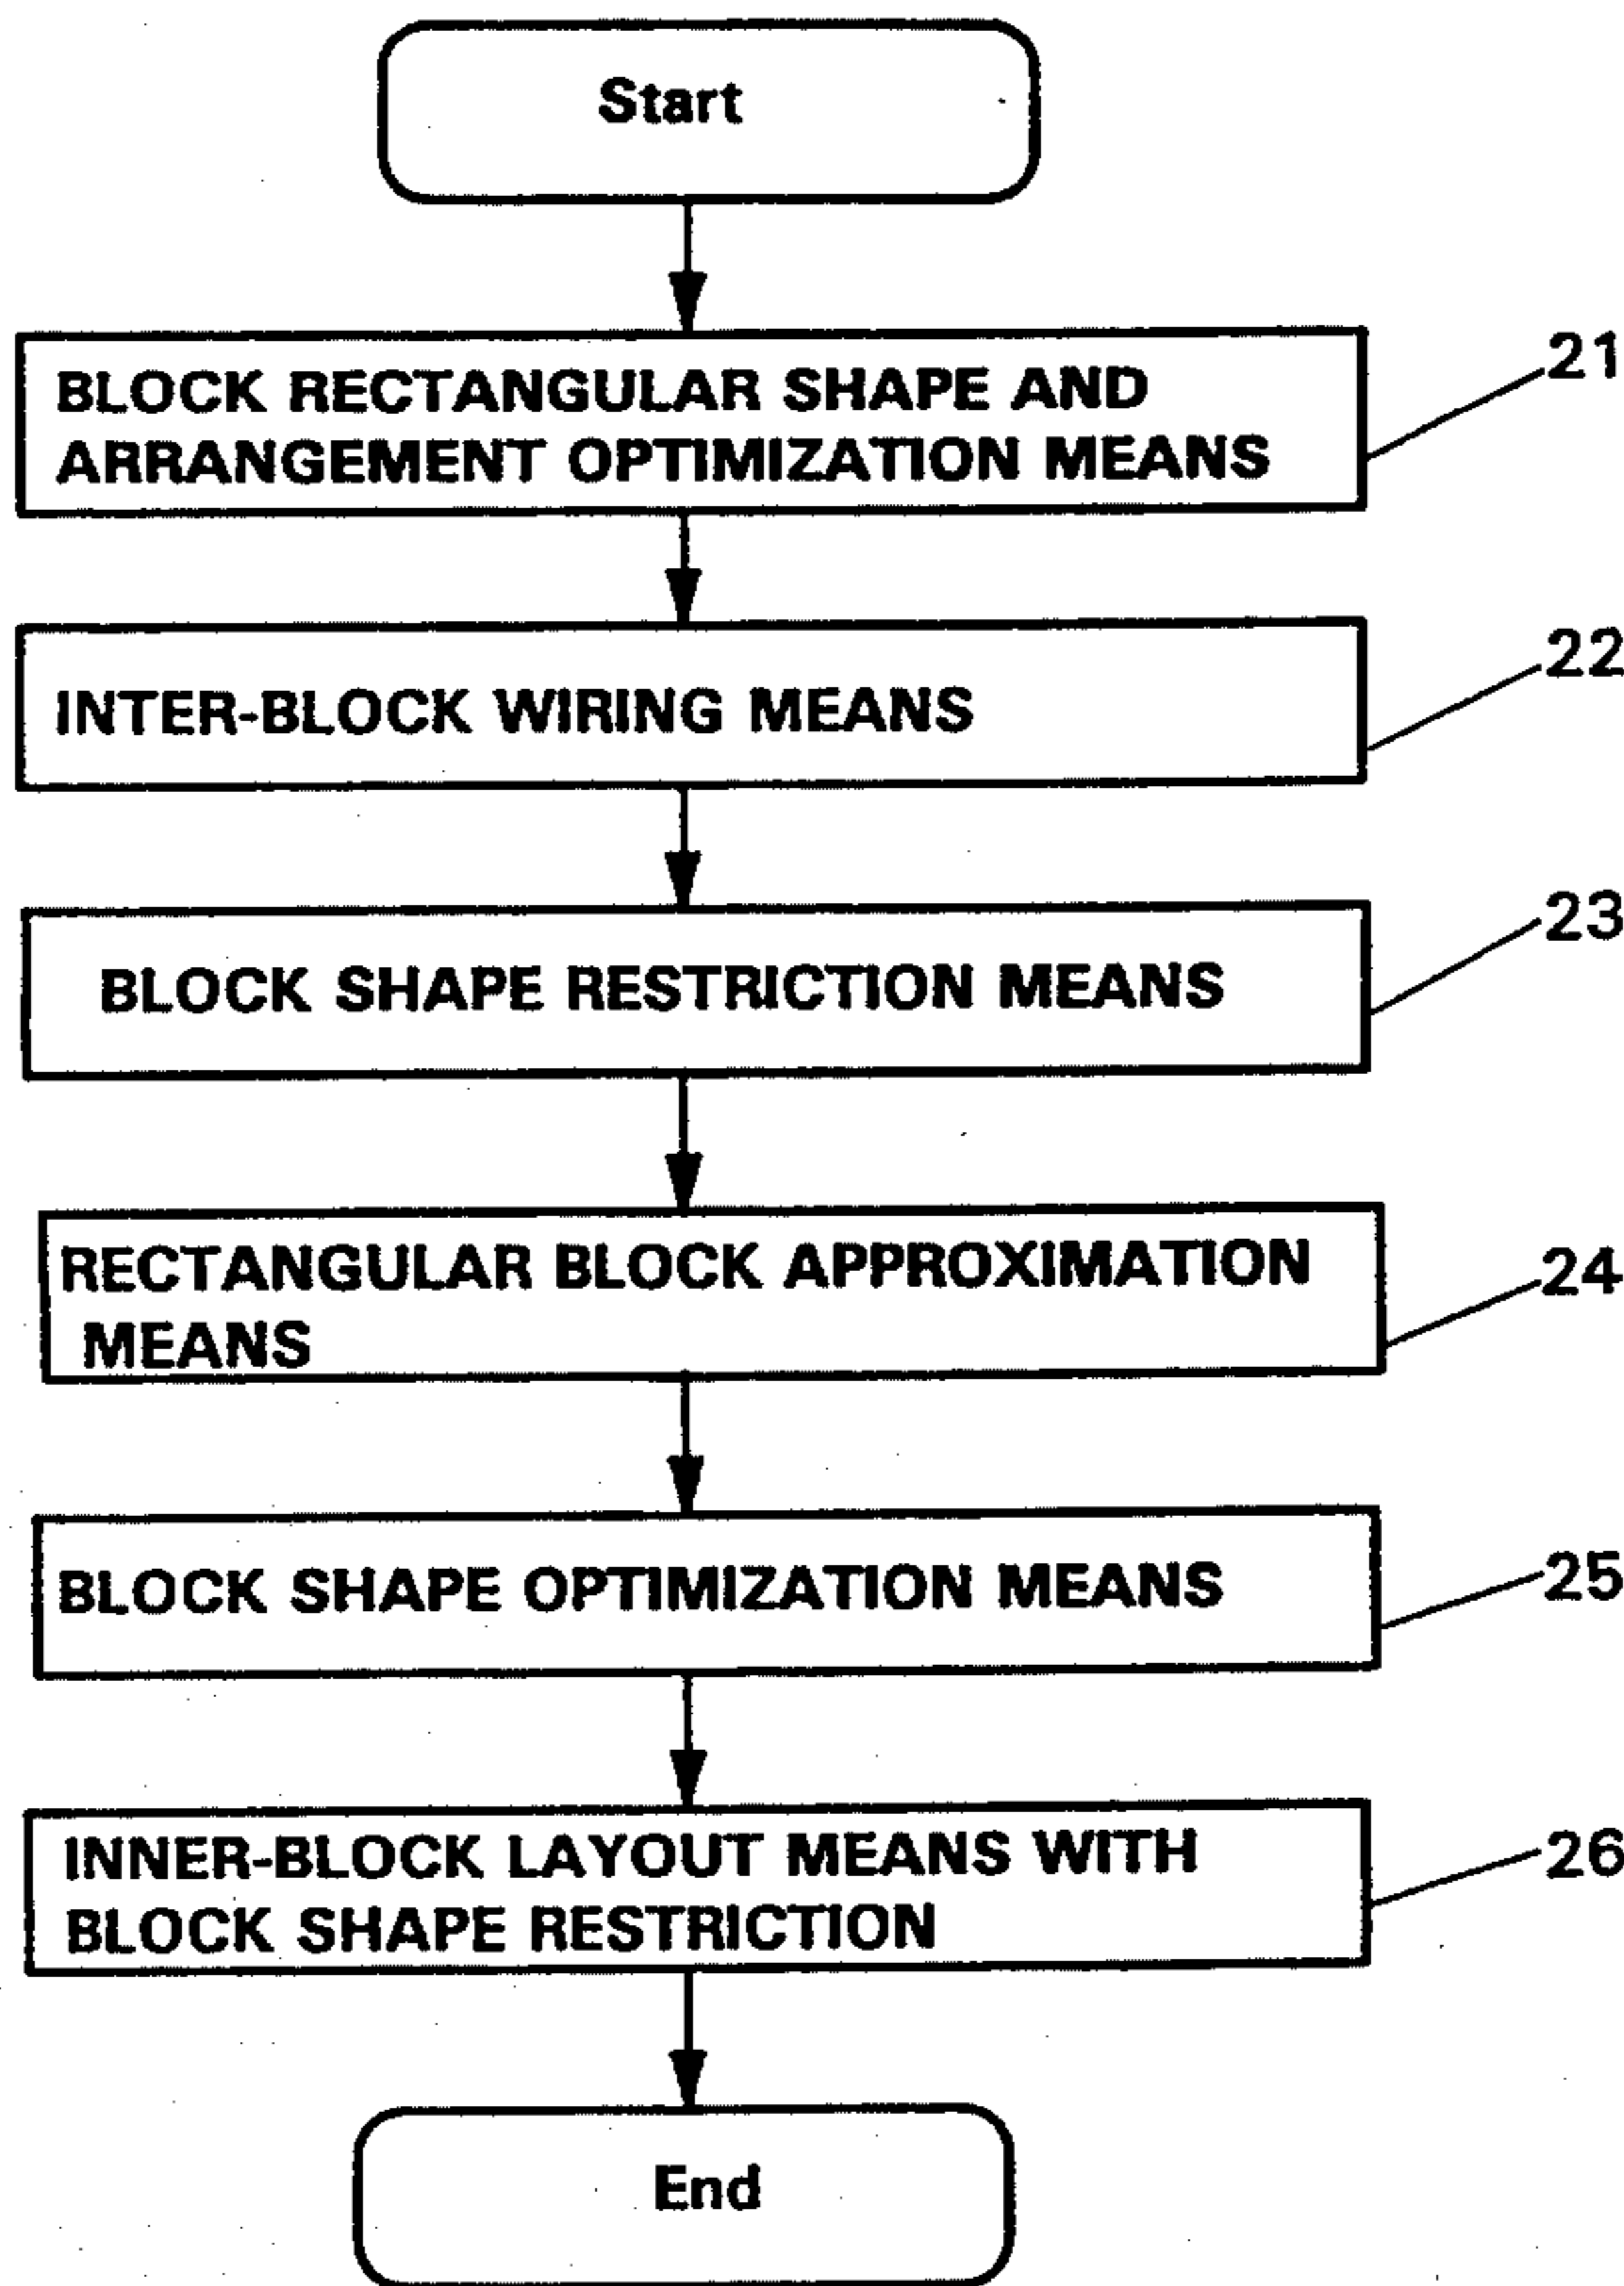 Start
BLOCK RECTANGULAR SHAPE AND
ARRANGEMENT OPTIMIZATION MEANS
21
INTER-BLOCK WIRING MEANS
22
BLOCK SHAPE RESTRICTION MEANS
23
RECTANGULAR BLOCK APPROXIMATION
MEANS
24
BLOCK SHAPE OPTIMIZATION MEANS
25
INNER-BLOCK LAYOUT MEANS WITH
BLOCK SHAPE RESTRICTION
26
End